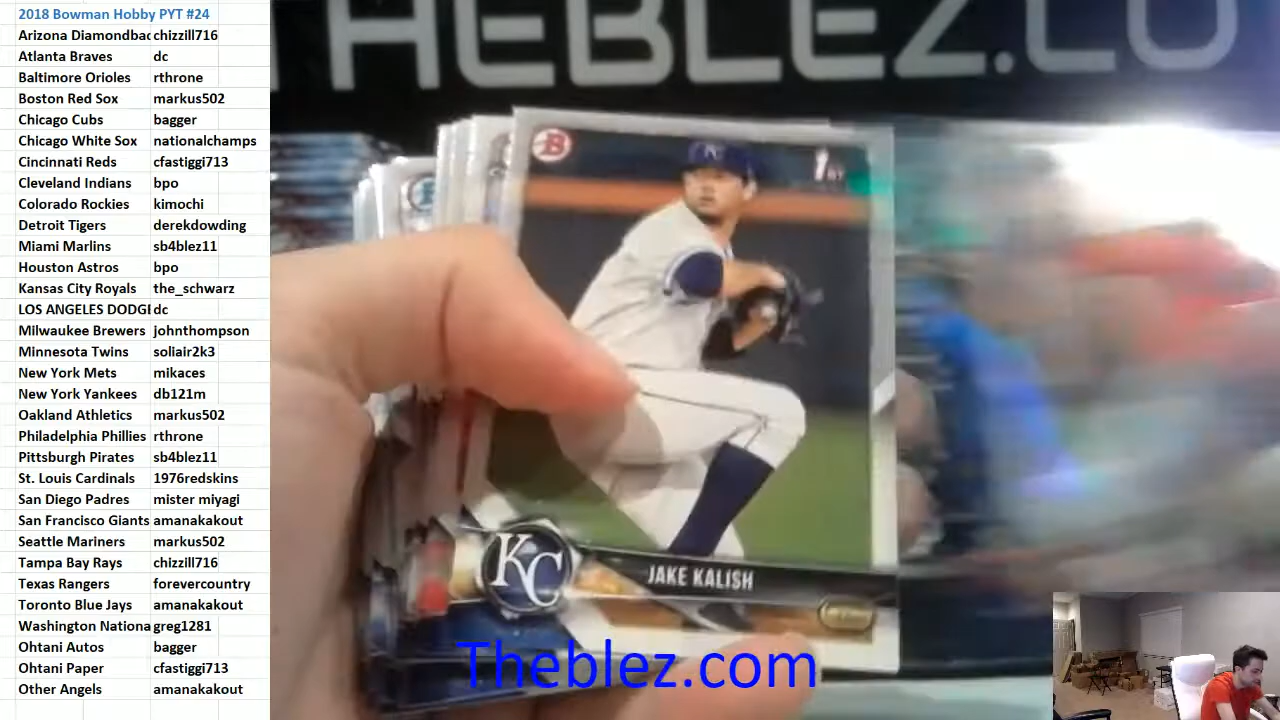 2018 Bowman Hobby PYT #24
Arizona Diamondbac chizzill716
Atlanta Braves dc
Baltimore Orioles rthrone
Boston Red Sox markus502
Chicago Cubs bagger
Chicago White Sox nationalchamps
Cincinnati Reds cfastiggi713
Cleveland Indians bpo
Colorado Rockies kimochi
Detroit Tigers derekdowding
Miami Marlins sb4blez11
Houston Astros bpo
Kansas City Royals the_schwarz
LOS ANGELES DODGE dc
Milwaukee Brewers johnthompson
Minnesota Twins soliair2k3
New York Mets mikaces
New York Yankees db121m
Oakland Athletics markus502
Philadelphia Phillies rthrone
Pittsburgh Pirates sb4blez11
St. Louis Cardinals 1976redskins
San Diego Padres mister miyagi
San Francisco Giants amanakakout
Seattle Mariners markus502
Tampa Bay Rays chizzill716
Texas Rangers forevercountry
Toronto Blue Jays amanakakout
Washington Nationa greg1281
Ohtani Autos bagger
Ohtani Paper cfastiggi713
Other Angels amanakakout
THEBLEZ.CO
B
KC
JAKE KALISH
Theblez.com